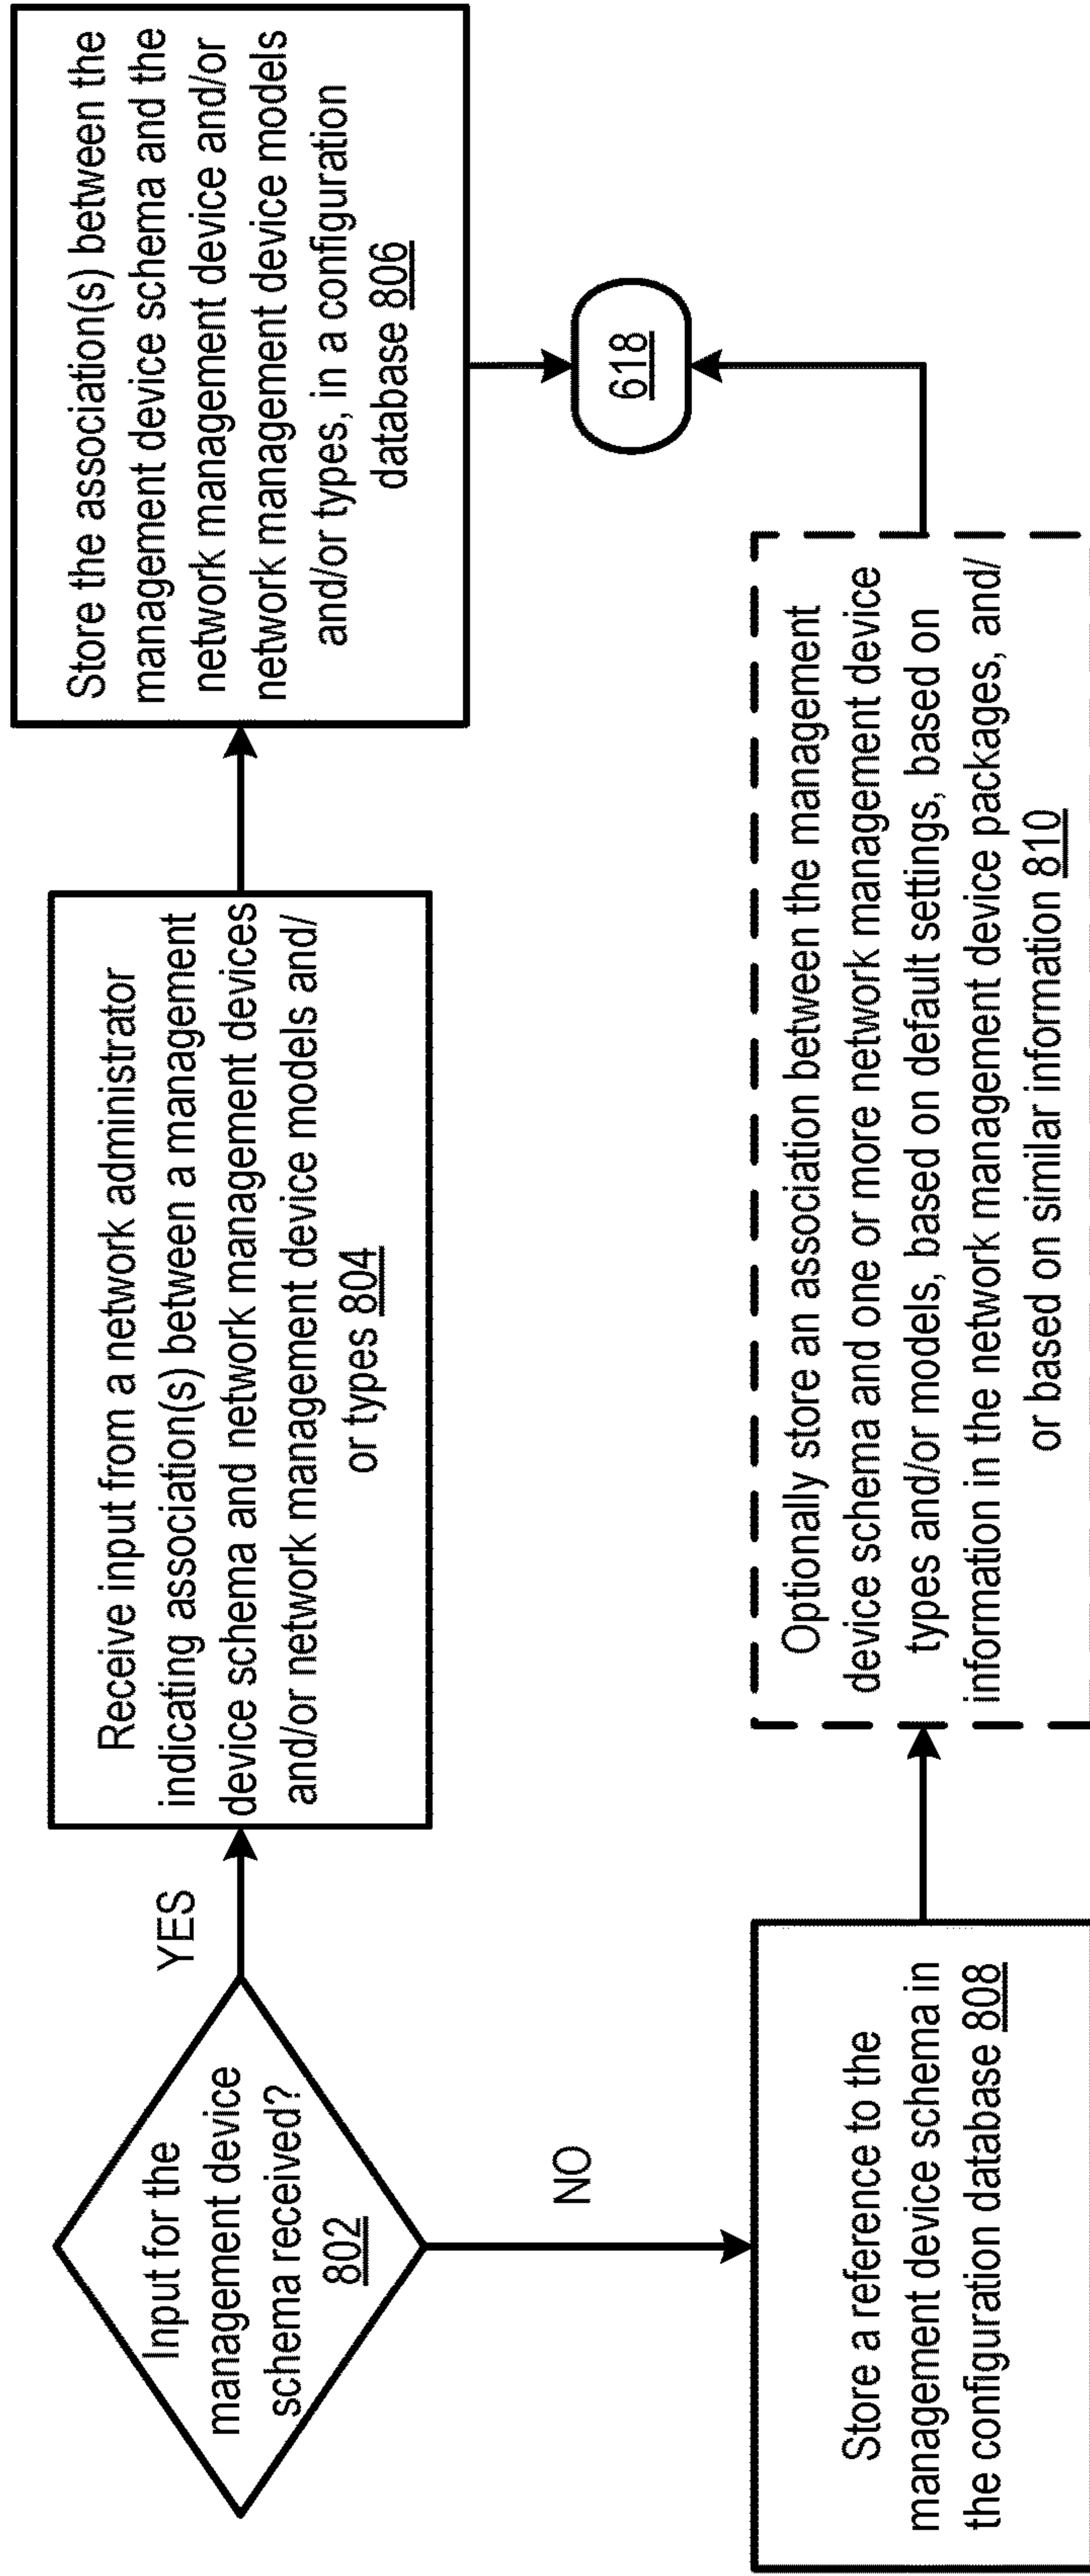 Input for the
management device
schema received?
802
YES
Receive input from a network administrator
indicating association(s) between a management
device schema and network management devices
and/or network management device models and/
or types 804
Store the association(s) between the
management device schema and the
network management device and/or
network management device models
and/or types, in a configuration
database 806
618
NO
Store a reference to the
management device schema in
the configuration database 808
Optionally store an association between the management
device schema and one or more network management device
types and/or models, based on default settings, based on
information in the network management device packages, and/
or based on similar information 810